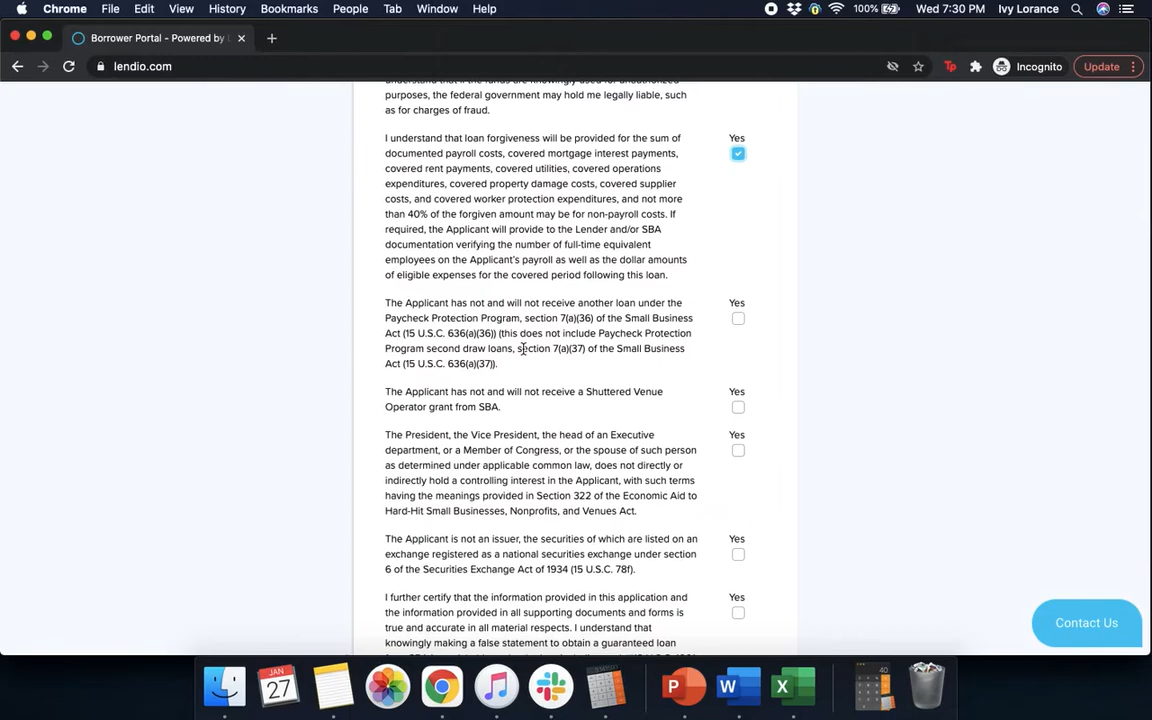 Chrome File Edit View History Bookmarks People Tab Window Help 100% Wed 7:30 PM Ivy Lorance
Borrower Portal - Powered by
lendio.com Incognito Update
understand that if the funds are knowingly used for unauthorized
purposes, the federal government may hold me legally liable, such
as for charges of fraud.
I understand that loan forgiveness will be provided for the sum of Yes
documented payroll costs, covered mortgage interest payments,
covered rent payments, covered utilities, covered operations
expenditures, covered property damage costs, covered supplier
costs, and covered worker protection expenditures, and not more
than 40% of the forgiven amount may be for non-payroll costs. If
required, the Applicant will provide to the Lender and/or SBA
documentation verifying the number of full-time equivalent
employees on the Applicant's payroll as well as the dollar amounts
of eligible expenses for the covered period following this loan.
The Applicant has not and will not receive another loan under the Yes
Paycheck Protection Program, section 7(a)(36) of the Small Business
Act (15 U.S.C. 636(a)(36)) (this does not include Paycheck Protection
Program second draw loans, section 7(a)(37) of the Small Business
Act (15 U.S.C. 636(a)(37)).
The Applicant has not and will not receive a Shuttered Venue Yes
Operator grant from SBA.
The President, the Vice President, the head of an Executive Yes
department, or a Member of Congress, or the spouse of such person
as determined under applicable common law, does not directly or
indirectly hold a controlling interest in the Applicant, with such terms
having the meanings provided in Section 322 of the Economic Aid to
Hard-Hit Small Businesses, Nonprofits, and Venues Act.
The Applicant is not an issuer, the securities of which are listed on an Yes
exchange registered as a national securities exchange under section
6 of the Securities Exchange Act of 1934 (15 U.S.C. 78f).
I further certify that the information provided in this application and Yes
the information provided in all supporting documents and forms is
true and accurate in all material respects. I understand that
knowingly making a false statement to obtain a guaranteed loan
Contact Us
JAN
27
P W X
40